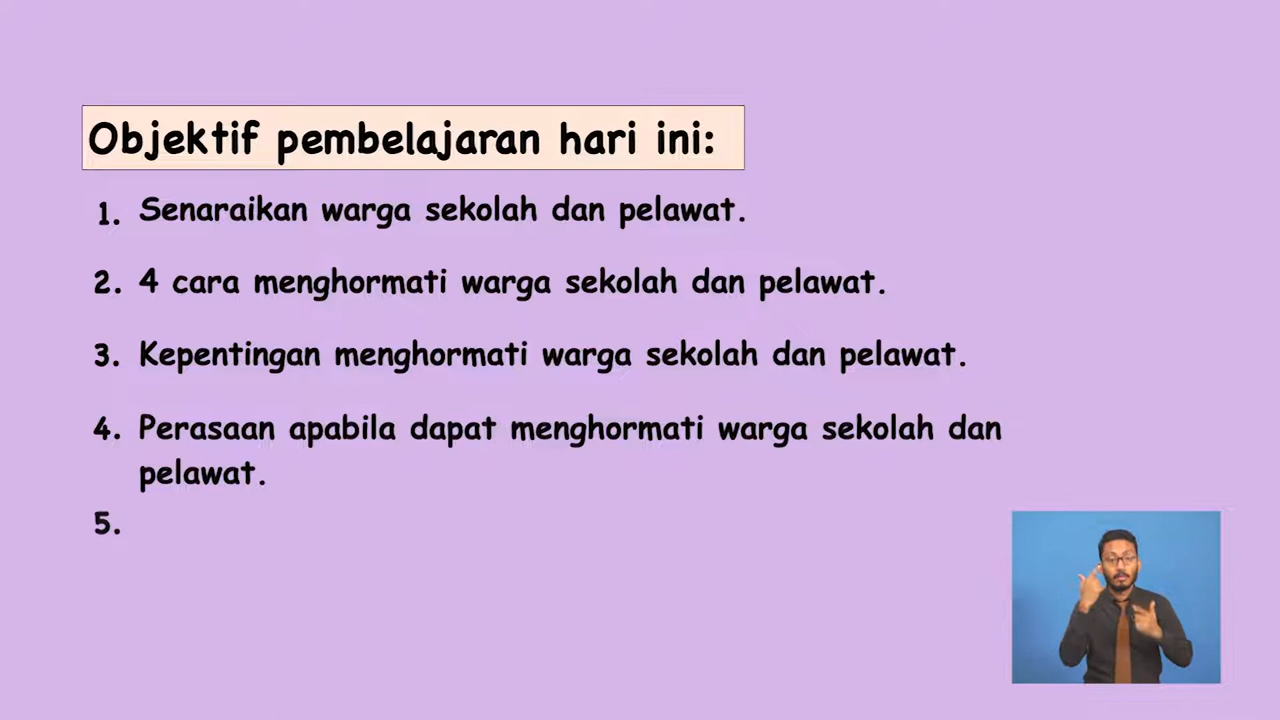 Objektif pembelajaran hari ini:
1. Senaraikan warga sekolah dan pelawat.
2. 4 cara menghormati warga sekolah dan pelawat.
3. Kepentingan menghormati warga sekolah dan pelawat.
4. Perasaan apabila dapat menghormati warga sekolah dan
pelawat.
5.